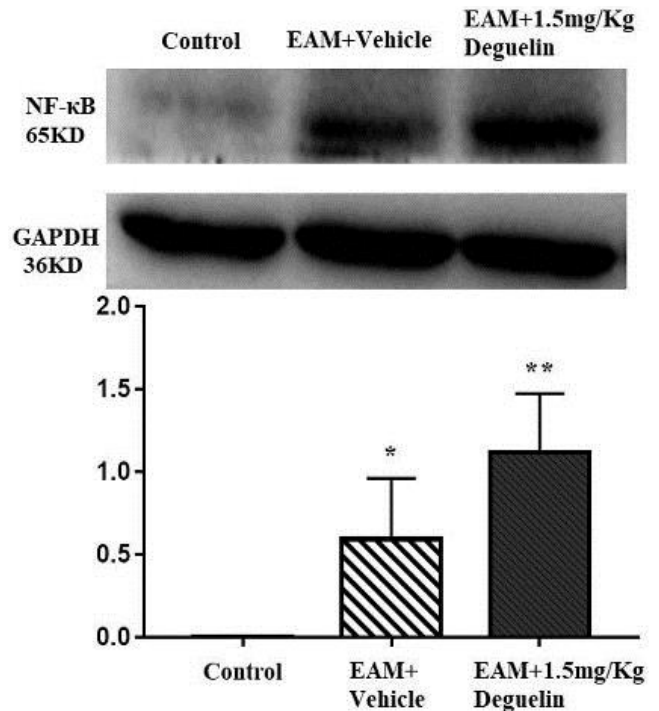 Control
EAM+Vehicle
EAM+1.5mg/Kg
Deguelin
NF-κB
65KD
GAPDH
36KD
2.0
1.5
**
*
1.0
0.5
0.0
Control
EAM+
Vehicle
EAM+1.5mg/Kg
Deguelin